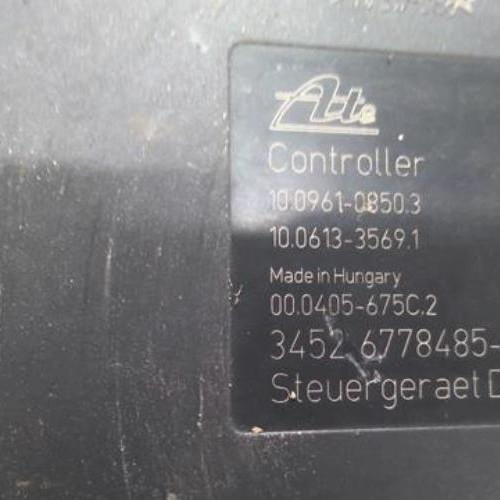 Ate
Controller
10.0961-0850.3
10.0613-3569.1
Made in Hungary
00.0405-675C.2
3452 6778485-
Steuergeraet D